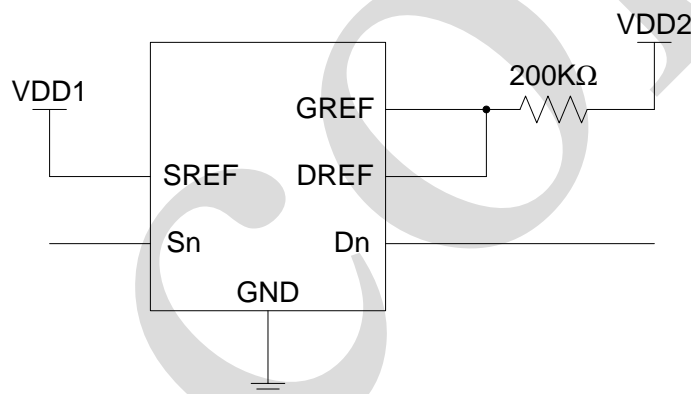 VDD2
200KΩ
VDD1
GREF
SREF
DREF
Sn
Dn
GND